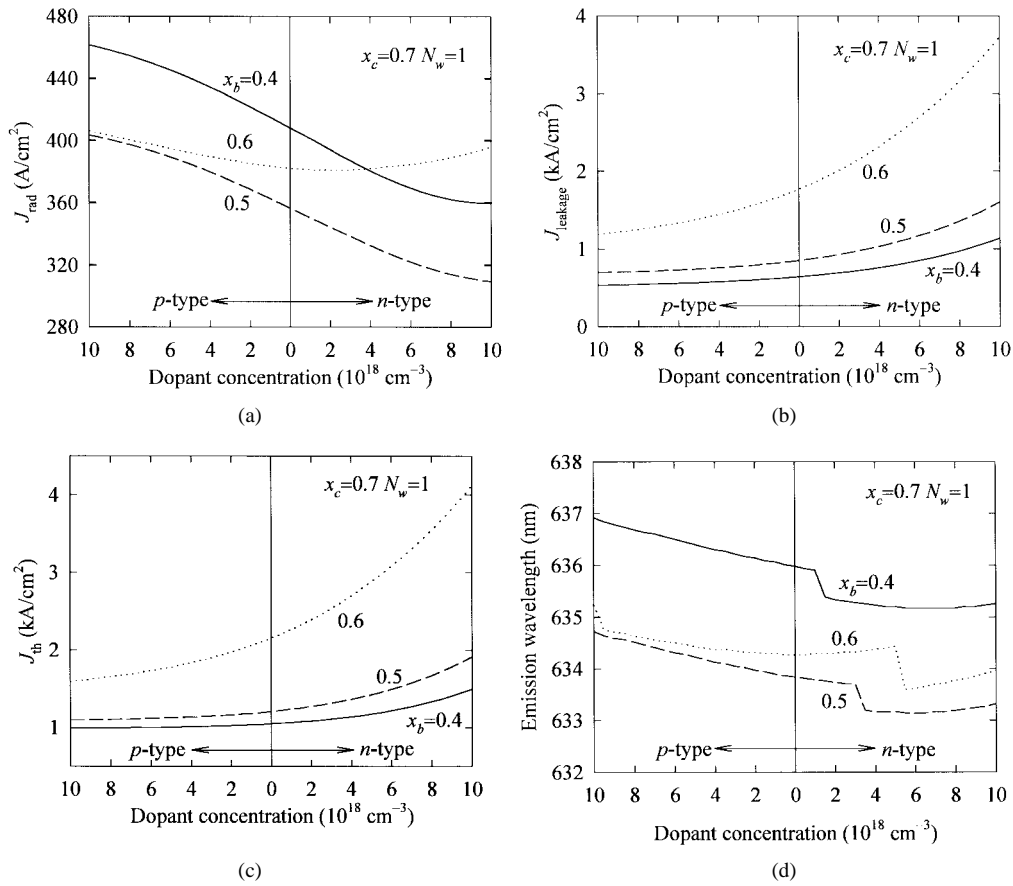 480
440
400
360
320
280
J_rad (A/cm²)
x_c=0.7 N_w=1
x_b=0.4
0.6
0.5
p-type
n-type
10 8 6 4 2 0 2 4 6 8 10
Dopant concentration (10¹⁸ cm⁻³)
(a)
4
3
2
1
0
J_leakage (kA/cm²)
x_c=0.7 N_w=1
0.6
0.5
x_b=0.4
p-type
n-type
10 8 6 4 2 0 2 4 6 8 10
Dopant concentration (10¹⁸ cm⁻³)
(b)
4
3
2
1
J_th (kA/cm²)
x_c=0.7 N_w=1
0.6
0.5
x_b=0.4
p-type
n-type
10 8 6 4 2 0 2 4 6 8 10
Dopant concentration (10¹⁸ cm⁻³)
(c)
638
637
636
635
634
633
632
Emission wavelength (nm)
x_c=0.7 N_w=1
x_b=0.4
0.6
0.5
p-type
n-type
10 8 6 4 2 0 2 4 6 8 10
Dopant concentration (10¹⁸ cm⁻³)
(d)